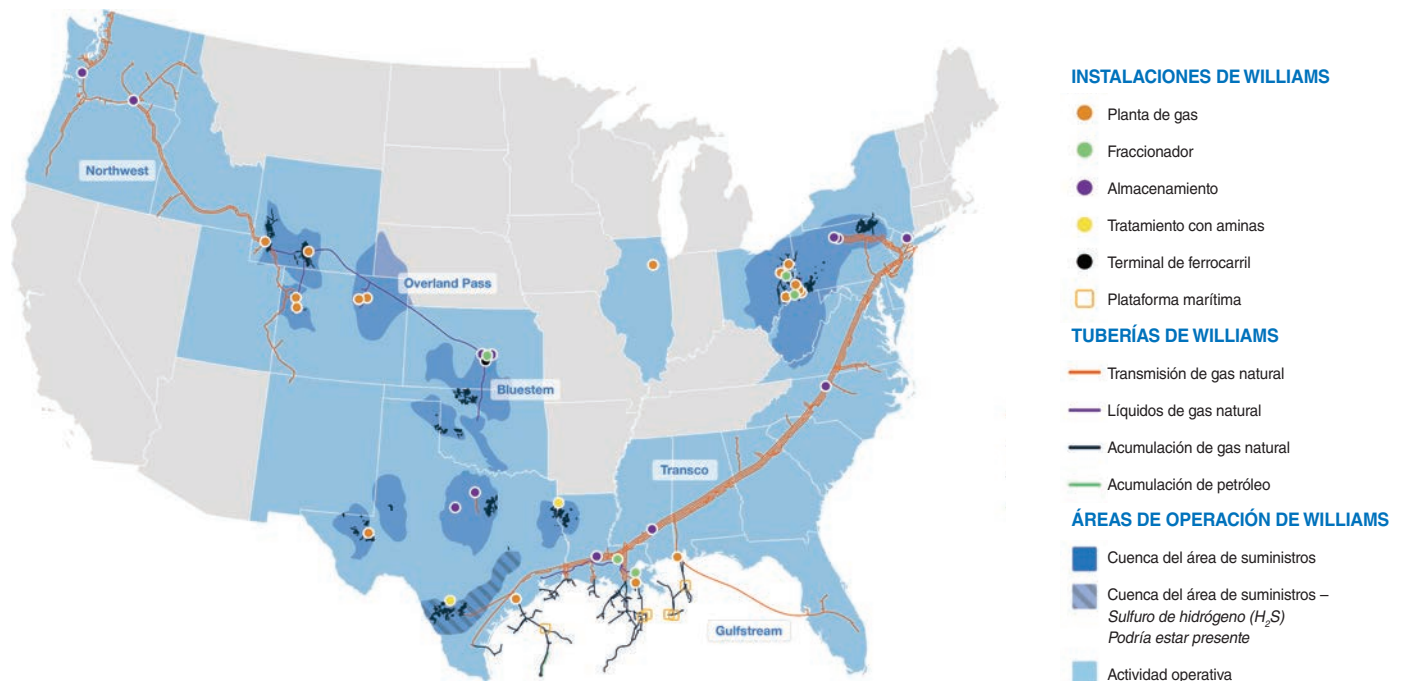 Northwest
Overland Pass
Bluestem
Transco
Gulfstream
INSTALACIONES DE WILLIAMS
Planta de gas
Fraccionador
Almacenamiento
Tratamiento con aminas
Terminal de ferrocarril
Plataforma marítima
TUBERÍAS DE WILLIAMS
Transmisión de gas natural
Líquidos de gas natural
Acumulación de gas natural
Acumulación de petróleo
ÁREAS DE OPERACIÓN DE WILLIAMS
Cuenca del área de suministros
Cuenca del área de suministros –
Sulfuro de hidrógeno (H₂S)
Podría estar presente
Actividad operativa